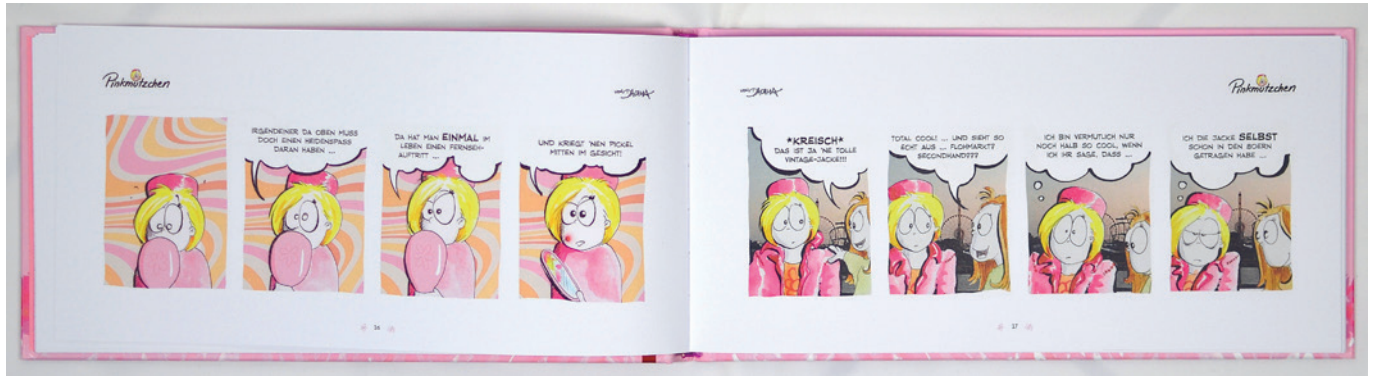 Pinkmützchen
IRGENDEINER DA OBEN MUSS
DOCH EINEN HEIDENSPASS
DARAN HABEN ...
DA HAT MAN EINMAL IM
LEBEN EINEN FERNSEH-
AUFTRITT ...
UND KRIEGT 'NEN PICKEL
MITTEN IM GESICHT!
36
Pinkmützchen
*KREISCH*
DAS IST JA 'NE TOLLE
VINTAGE-JACKE!!!
TOTAL COOL! ... UND SIEHT SO
ECHT AUS ... FLOHMARKT?
SECONDHAND???
ICH BIN VERMUTLICH NUR
NOCH HALB SO COOL, WENN
ICH IHR SAGE, DASS ...
ICH DIE JACKE SELBST
SCHON IN DEN 80ERN
GETRAGEN HABE ...
37